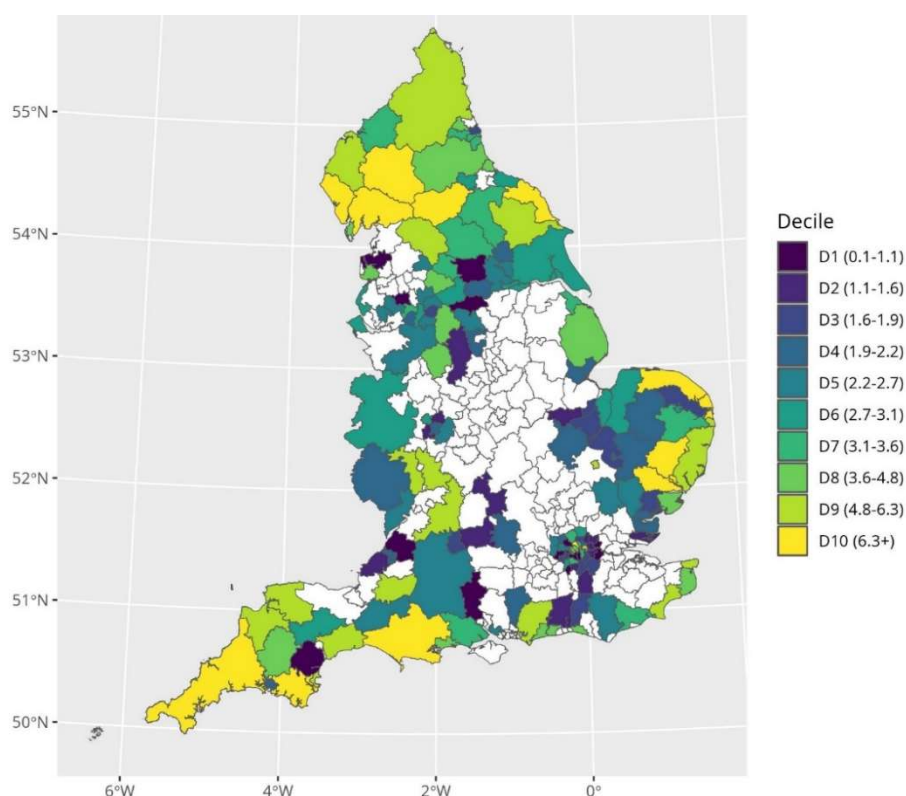 55°N
54°N
53°N
52°N
51°N
50°N
6°W
4°W
2°W
0°
Decile
D1 (0.1-1.1)
D2 (1.1-1.6)
D3 (1.6-1.9)
D4 (1.9-2.2)
D5 (2.2-2.7)
D6 (2.7-3.1)
D7 (3.1-3.6)
D8 (3.6-4.8)
D9 (4.8-6.3)
D10 (6.3+)